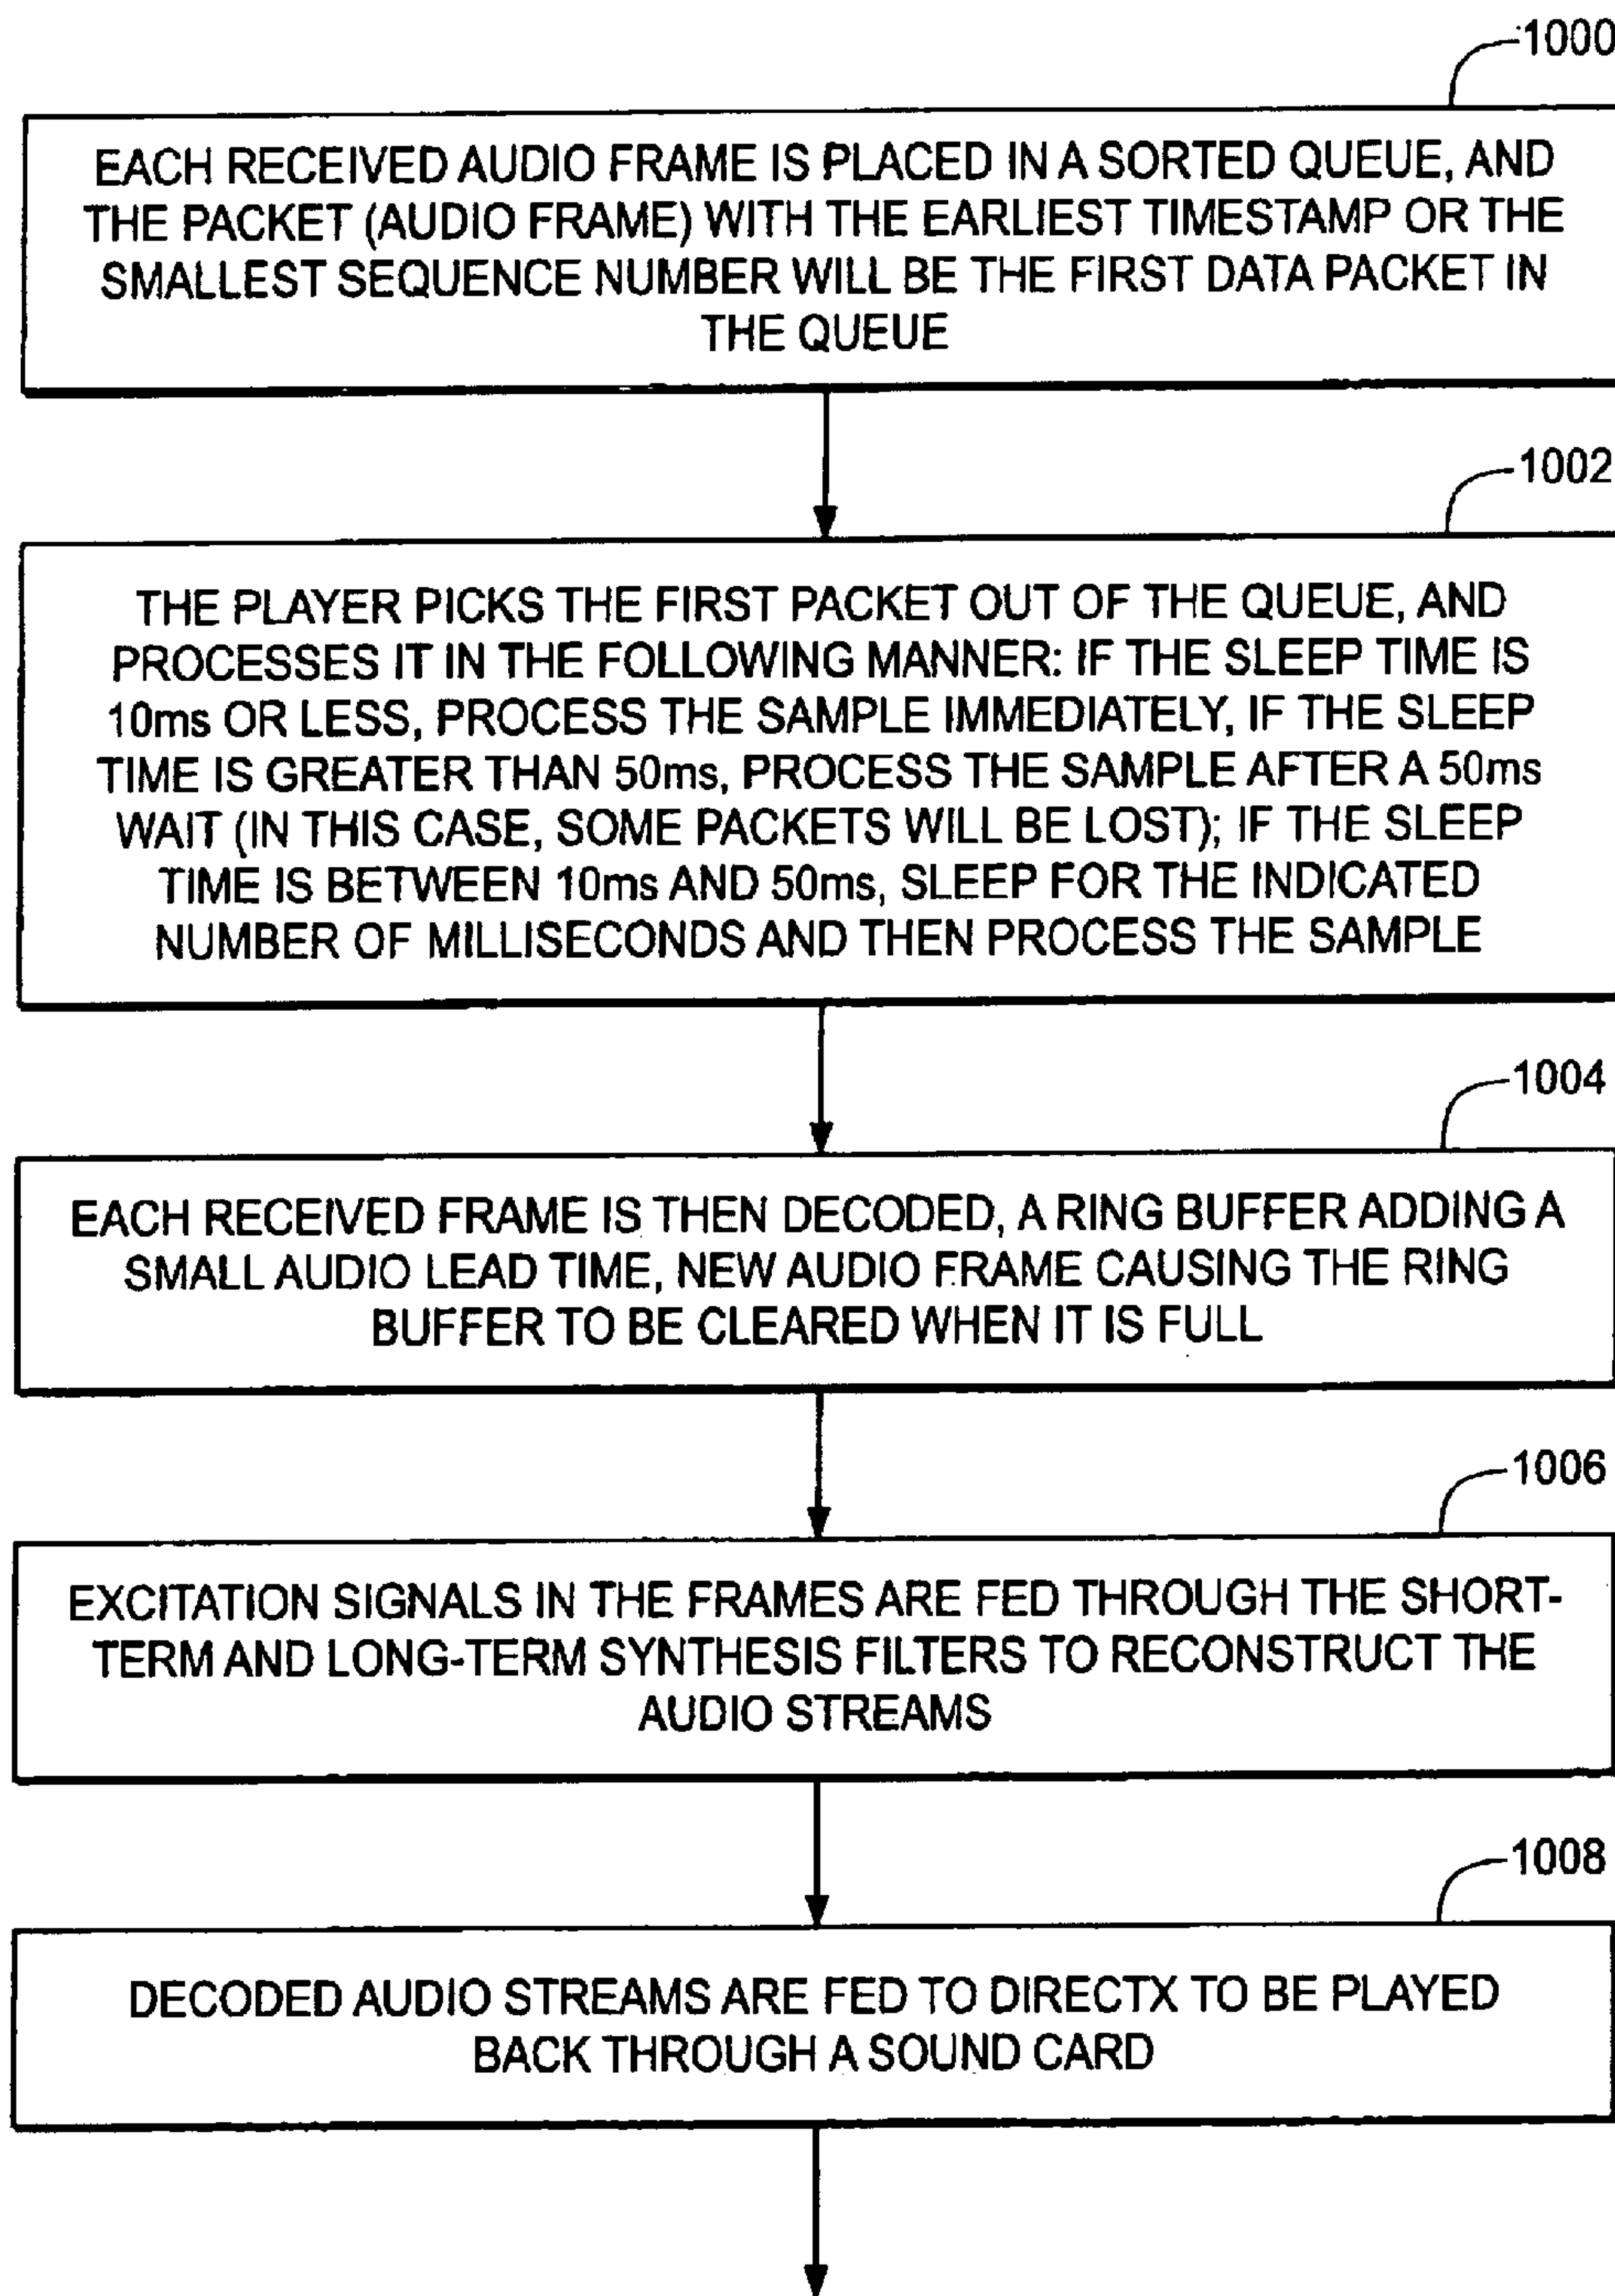 1000
EACH RECEIVED AUDIO FRAME IS PLACED IN A SORTED QUEUE, AND
THE PACKET (AUDIO FRAME) WITH THE EARLIEST TIMESTAMP OR THE
SMALLEST SEQUENCE NUMBER WILL BE THE FIRST DATA PACKET IN
THE QUEUE
1002
THE PLAYER PICKS THE FIRST PACKET OUT OF THE QUEUE, AND
PROCESSES IT IN THE FOLLOWING MANNER: IF THE SLEEP TIME IS
10ms OR LESS, PROCESS THE SAMPLE IMMEDIATELY, IF THE SLEEP
TIME IS GREATER THAN 50ms, PROCESS THE SAMPLE AFTER A 50ms
WAIT (IN THIS CASE, SOME PACKETS WILL BE LOST); IF THE SLEEP
TIME IS BETWEEN 10ms AND 50ms, SLEEP FOR THE INDICATED
NUMBER OF MILLISECONDS AND THEN PROCESS THE SAMPLE
1004
EACH RECEIVED FRAME IS THEN DECODED, A RING BUFFER ADDING A
SMALL AUDIO LEAD TIME, NEW AUDIO FRAME CAUSING THE RING
BUFFER TO BE CLEARED WHEN IT IS FULL
1006
EXCITATION SIGNALS IN THE FRAMES ARE FED THROUGH THE SHORT-
TERM AND LONG-TERM SYNTHESIS FILTERS TO RECONSTRUCT THE
AUDIO STREAMS
1008
DECODED AUDIO STREAMS ARE FED TO DIRECTX TO BE PLAYED
BACK THROUGH A SOUND CARD